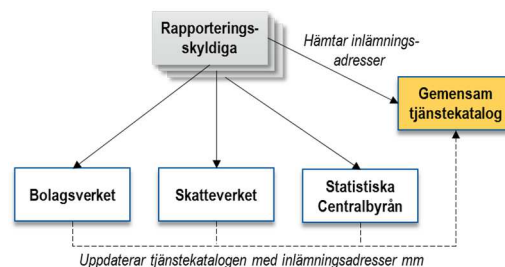 Rapporterings-
skyldiga
Hämtar inlämnings-
adresser
Gemensam
tjänstekatalog
Bolagsverket
Skatteverket
Statistiska
Centralbyrån
Uppdaterar tjänstekatalogen med inlämningsadresser mm